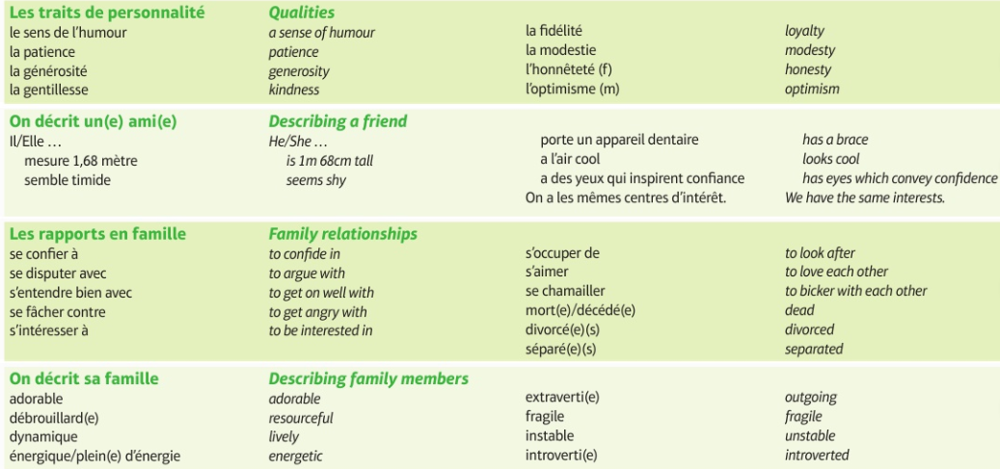 Les traits de personnalité Qualities
le sens de l'humour a sense of humour
la patience patience
la générosité generosity
la gentillesse kindness
la fidélité loyalty
la modestie modesty
l'honnêteté (f) honesty
l'optimisme (m) optimism
On décrit un(e) ami(e) Describing a friend
Il/Elle … He/She …
mesure 1,68 mètre is 1m 68cm tall
semble timide seems shy
porte un appareil dentaire has a brace
a l'air cool looks cool
a des yeux qui inspirent confiance has eyes which convey confidence
On a les mêmes centres d'intérêt. We have the same interests.
Les rapports en famille Family relationships
se confier à to confide in
se disputer avec to argue with
s'entendre bien avec to get on well with
se fâcher contre to get angry with
s'intéresser à to be interested in
s'occuper de to look after
s'aimer to love each other
se chamailler to bicker with each other
mort(e)/décédé(e) dead
divorcé(e)(s) divorced
séparé(e)(s) separated
On décrit sa famille Describing family members
adorable adorable
débrouillard(e) resourceful
dynamique lively
énergique/plein(e) d'énergie energetic
extraverti(e) outgoing
fragile fragile
instable unstable
introverti(e) introverted